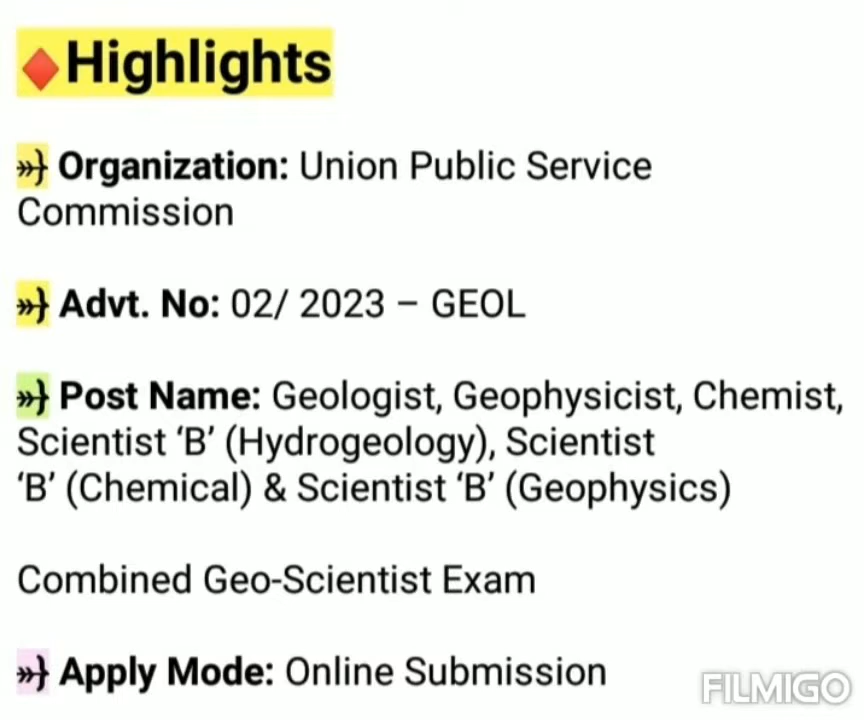 ♦Highlights
»} Organization: Union Public Service
Commission
»} Advt. No: 02/ 2023 – GEOL
»} Post Name: Geologist, Geophysicist, Chemist,
Scientist ‘B’ (Hydrogeology), Scientist
‘B’ (Chemical) & Scientist ‘B’ (Geophysics)
Combined Geo-Scientist Exam
»} Apply Mode: Online Submission
FILMIGO